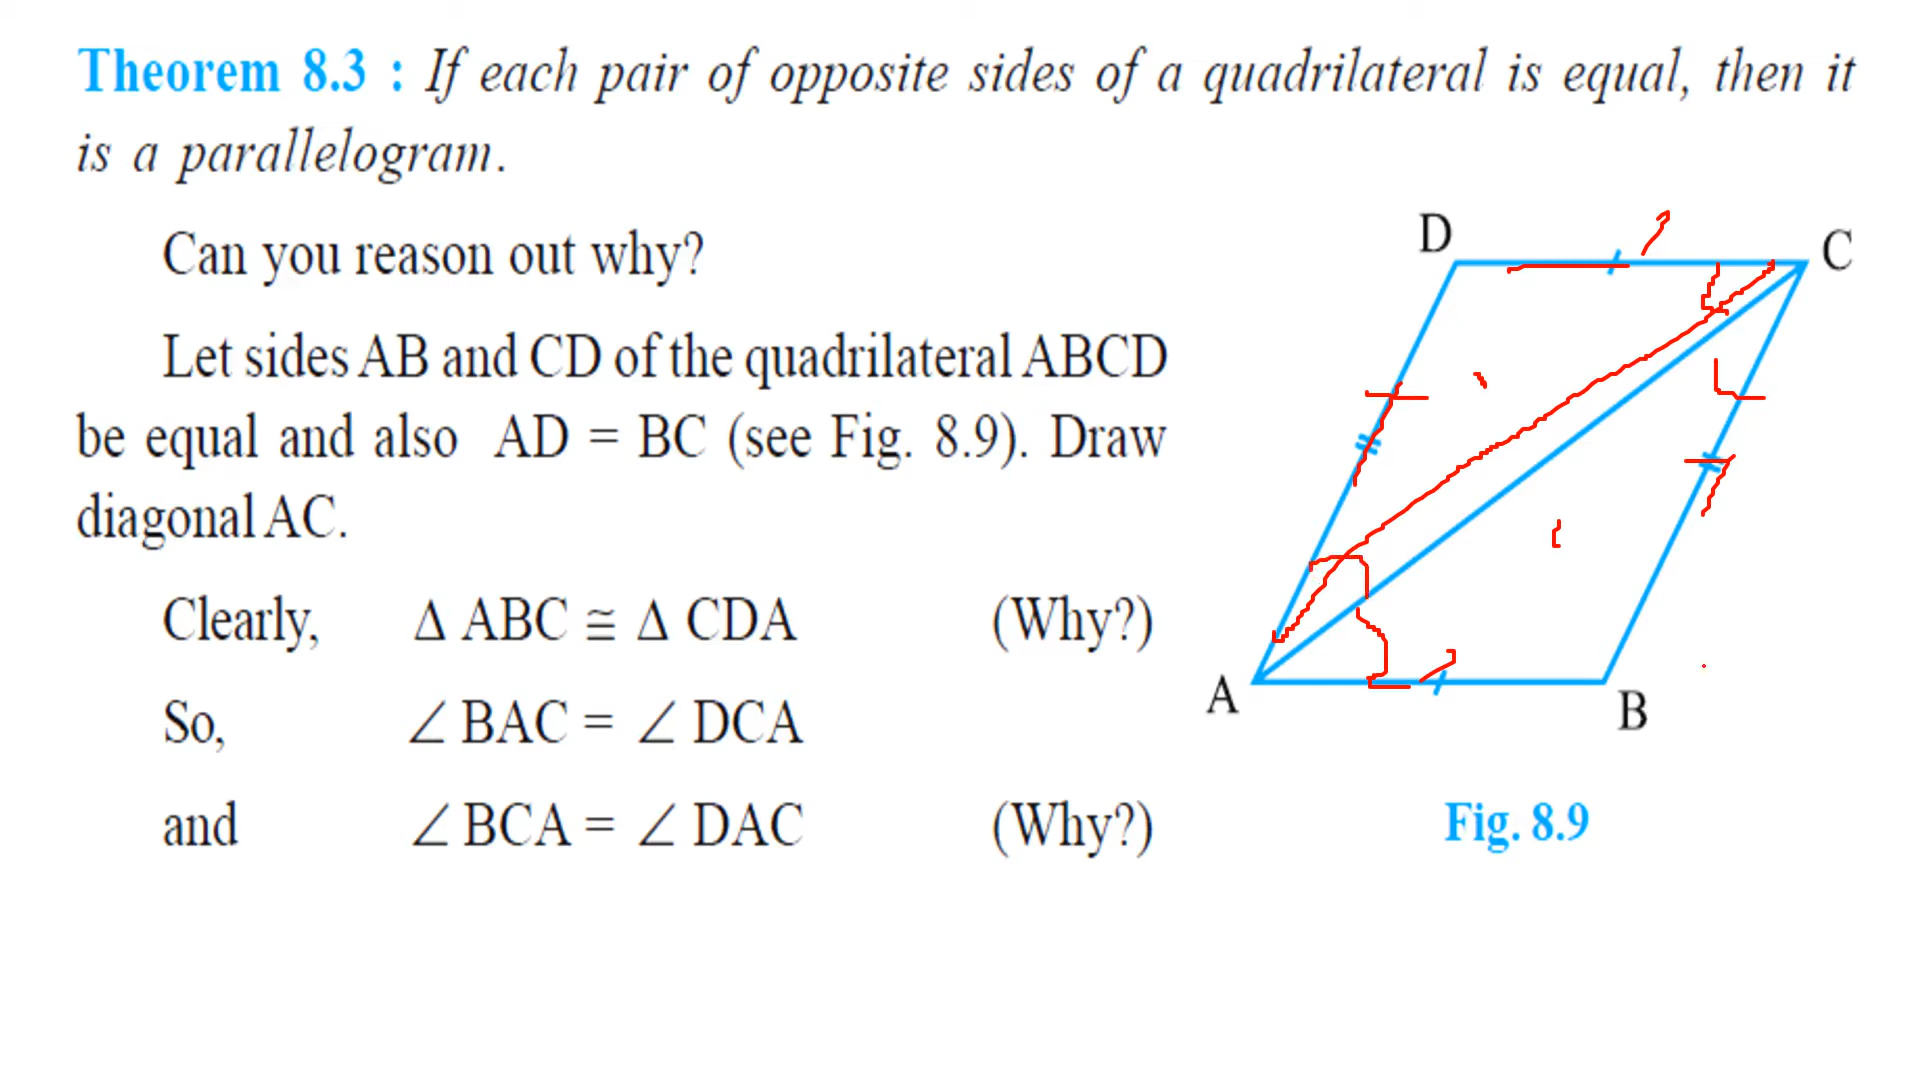 Theorem 8.3 : If each pair of opposite sides of a quadrilateral is equal, then it
is a parallelogram.
Can you reason out why?
Let sides AB and CD of the quadrilateral ABCD
be equal and also AD = BC (see Fig. 8.9). Draw
diagonal AC.
Clearly, Δ ABC ≅ Δ CDA (Why?)
So, ∠ BAC = ∠ DCA
and ∠ BCA = ∠ DAC (Why?)
D
C
A
B
Fig. 8.9